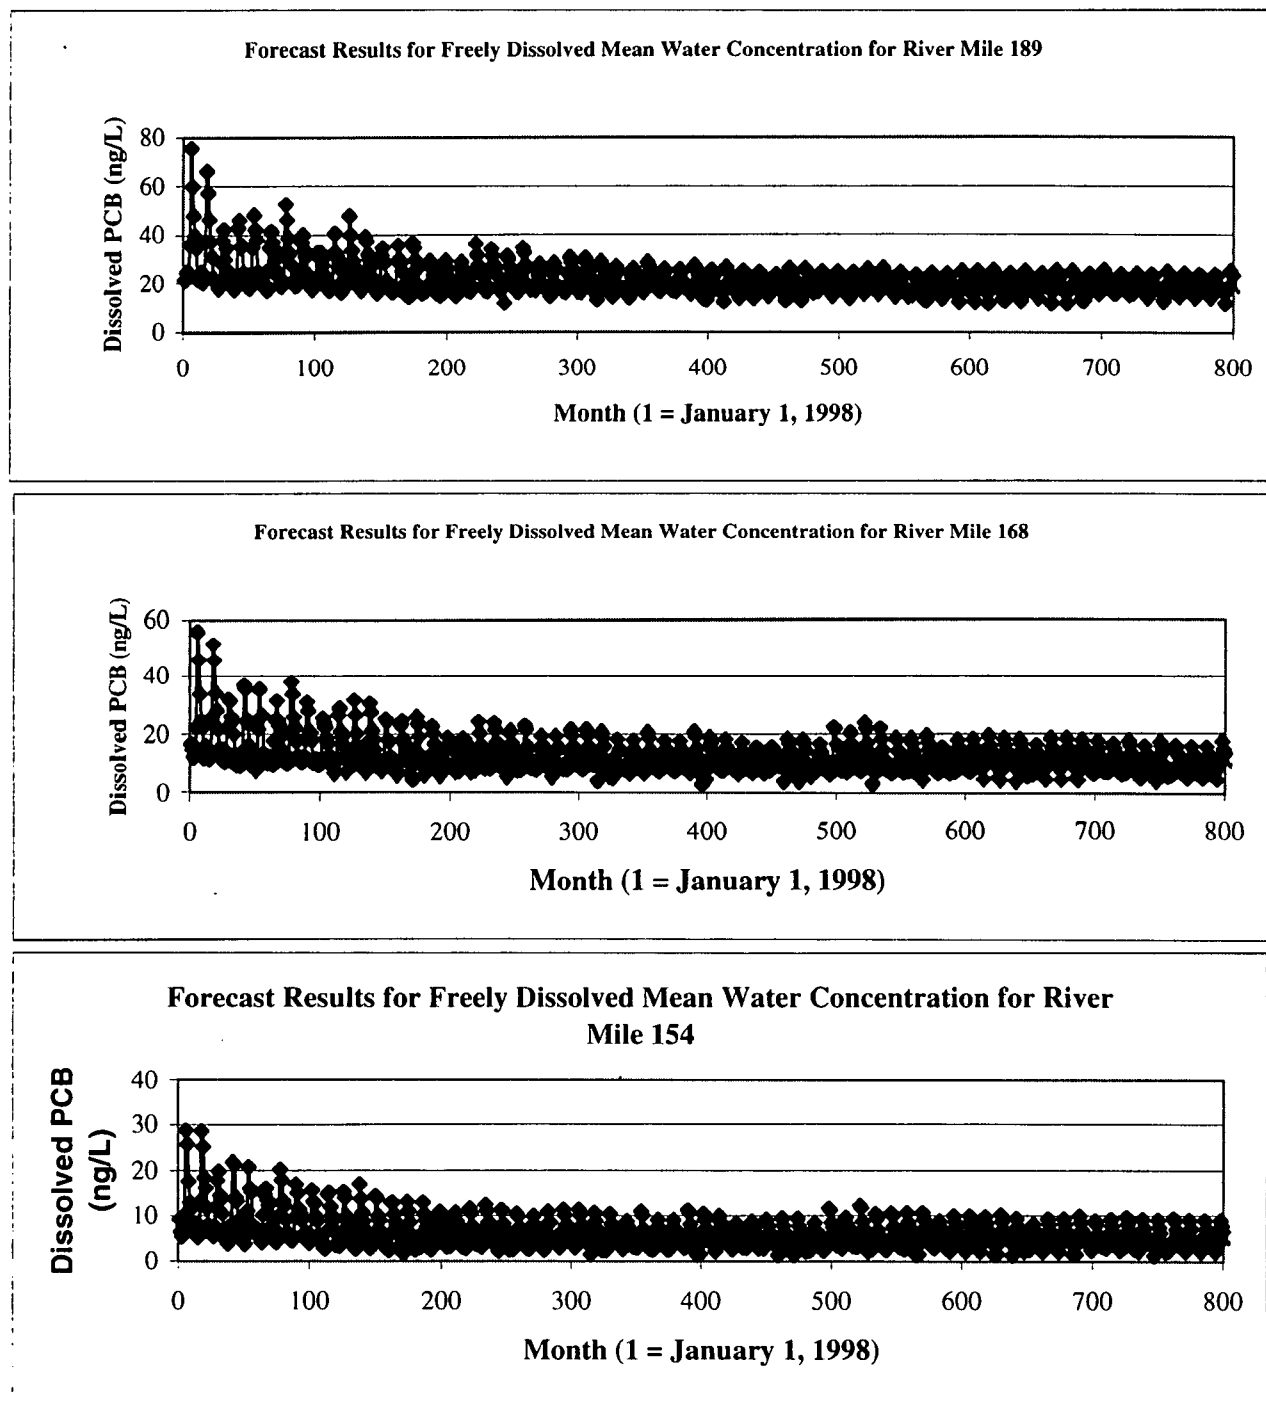 Forecast Results for Freely Dissolved Mean Water Concentration for River Mile 189
Dissolved PCB (ng/L)
80
60
40
20
0
0 100 200 300 400 500 600 700 800
Month (1 = January 1, 1998)
Forecast Results for Freely Dissolved Mean Water Concentration for River Mile 168
Dissolved PCB (ng/L)
60
40
20
0
0 100 200 300 400 500 600 700 800
Month (1 = January 1, 1998)
Forecast Results for Freely Dissolved Mean Water Concentration for River
Mile 154
Dissolved PCB
(ng/L)
40
30
20
10
0
0 100 200 300 400 500 600 700 800
Month (1 = January 1, 1998)